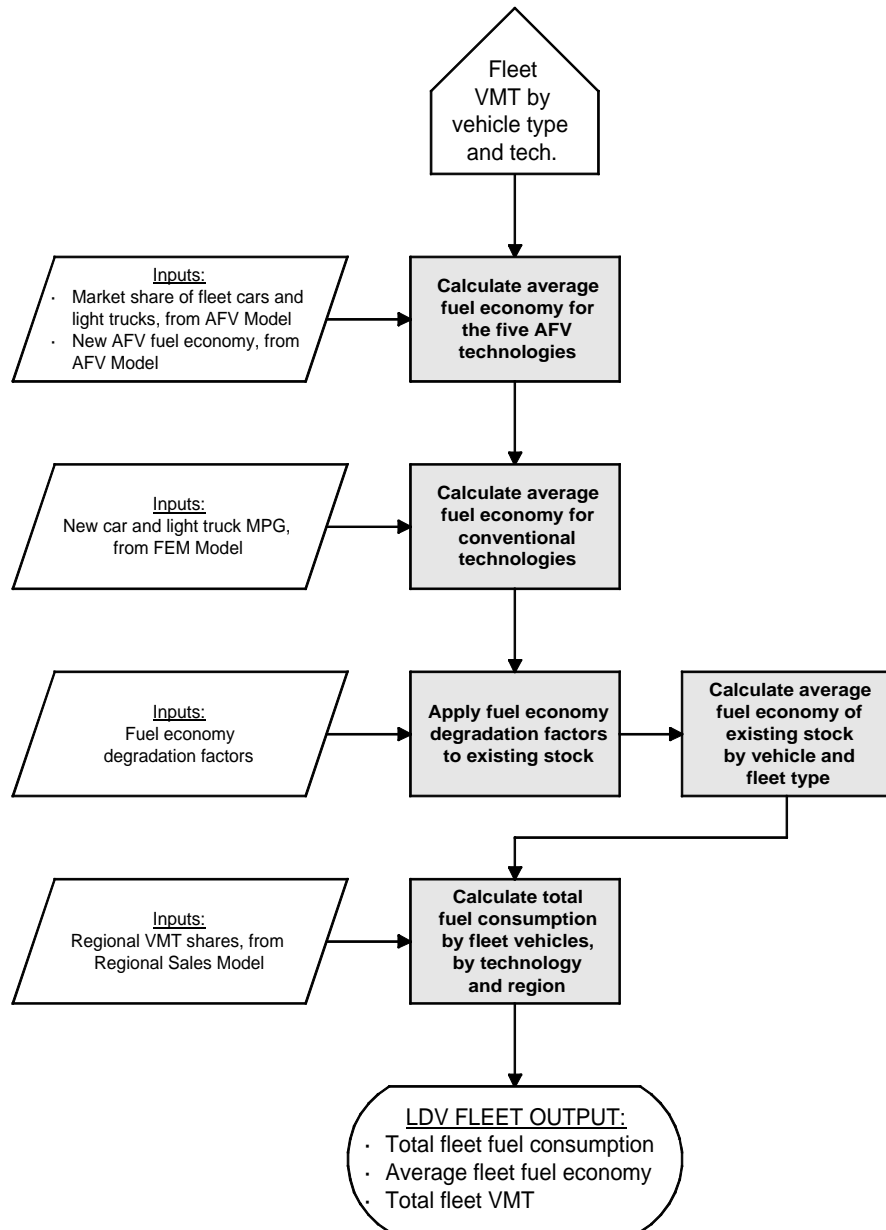 Fleet
VMT by
vehicle type
and tech.
Inputs:
· Market share of fleet cars and
light trucks, from AFV Model
· New AFV fuel economy, from
AFV Model
Calculate average
fuel economy for
the five AFV
technologies
Inputs:
New car and light truck MPG,
from FEM Model
Calculate average
fuel economy for
conventional
technologies
Inputs:
Fuel economy
degradation factors
Apply fuel economy
degradation factors
to existing stock
Calculate average
fuel economy of
existing stock
by vehicle and
fleet type
Inputs:
Regional VMT shares, from
Regional Sales Model
Calculate total
fuel consumption
by fleet vehicles,
by technology
and region
LDV FLEET OUTPUT:
· Total fleet fuel consumption
· Average fleet fuel economy
· Total fleet VMT